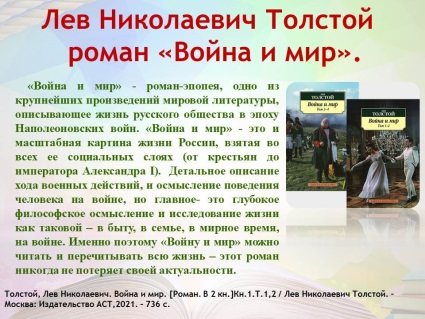 Лев Николаевич Толстой
роман «Война и мир».
«Война и мир» - роман-эпопея, одно из
крупнейших произведений мировой литературы,
описывающее жизнь русского общества в эпоху
Наполеоновских войн. «Война и мир» - это и
масштабная картина жизни России, взятая во
всех ее социальных слоях (от крестьян до
императора Александра I). Детальное описание
хода военных действий, и осмысление поведения
человека на войне, но главное- это глубокое
философское осмысление и исследование жизни
как таковой – в быту, в семье, в мирное время,
на войне. Именно поэтому «Войну и мир» можно
читать и перечитывать всю жизнь – этот роман
никогда не потеряет своей актуальности.
ТОЛСТОЙ
Война и мир
ТОЛСТОЙ
Война и мир
Толстой, Лев Николаевич. Война и мир. [Роман. В 2 кн.]Кн.1.Т.1,2 / Лев Николаевич Толстой. –
Москва: Издательство АСТ,2021. – 736 с.